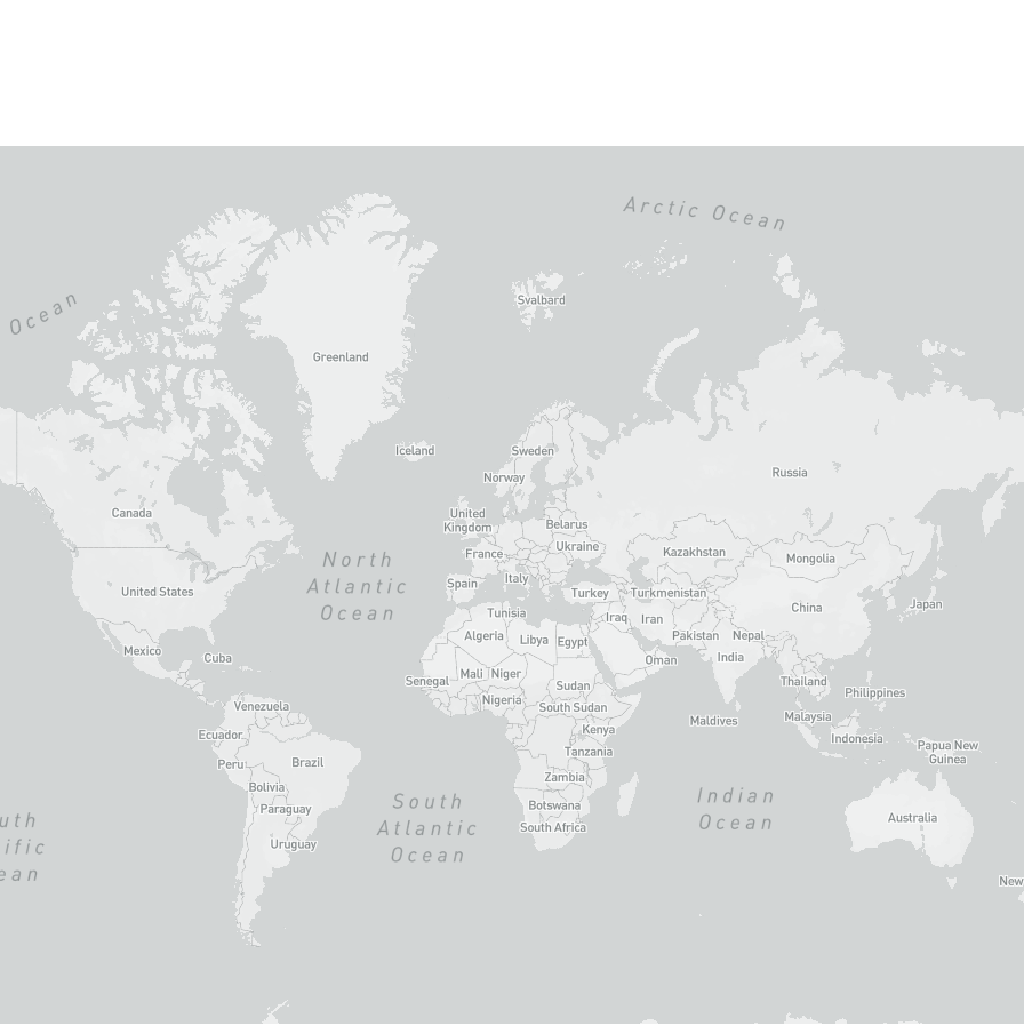 Arctic Ocean
Ocean
Svalbard
Greenland
Iceland
Sweden
Russia
Norway
Canada
United
Kingdom
Belarus
Ukraine
France
Kazakhstan
Mongolia
North
Atlantic
Ocean
Spain
Italy
United States
Turkey
Turkmenistan
China
Japan
Tunisia
Iraq
Iran
Algeria
Libya
Egypt
Pakistan
Nepal
Mexico
Cuba
Oman
India
Senegal
Mali
Niger
Sudan
Thailand
Philippines
Venezuela
Nigeria
South Sudan
Maldives
Malaysia
Ecuador
Kenya
Indonesia
Papua New
Guinea
Peru
Brazil
Tanzania
Bolivia
Zambia
Paraguay
Botswana
South
Atlantic
Ocean
Indian
Ocean
Australia
South Africa
Uruguay
uth
ific
ean
New